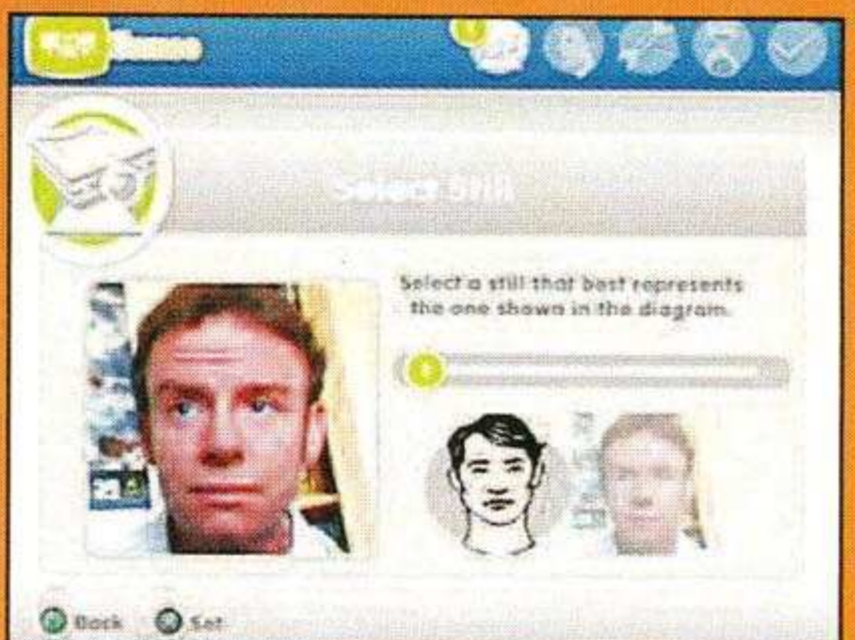 Select Still
Select a still that best represents
the one shown in the diagram.
Back Set